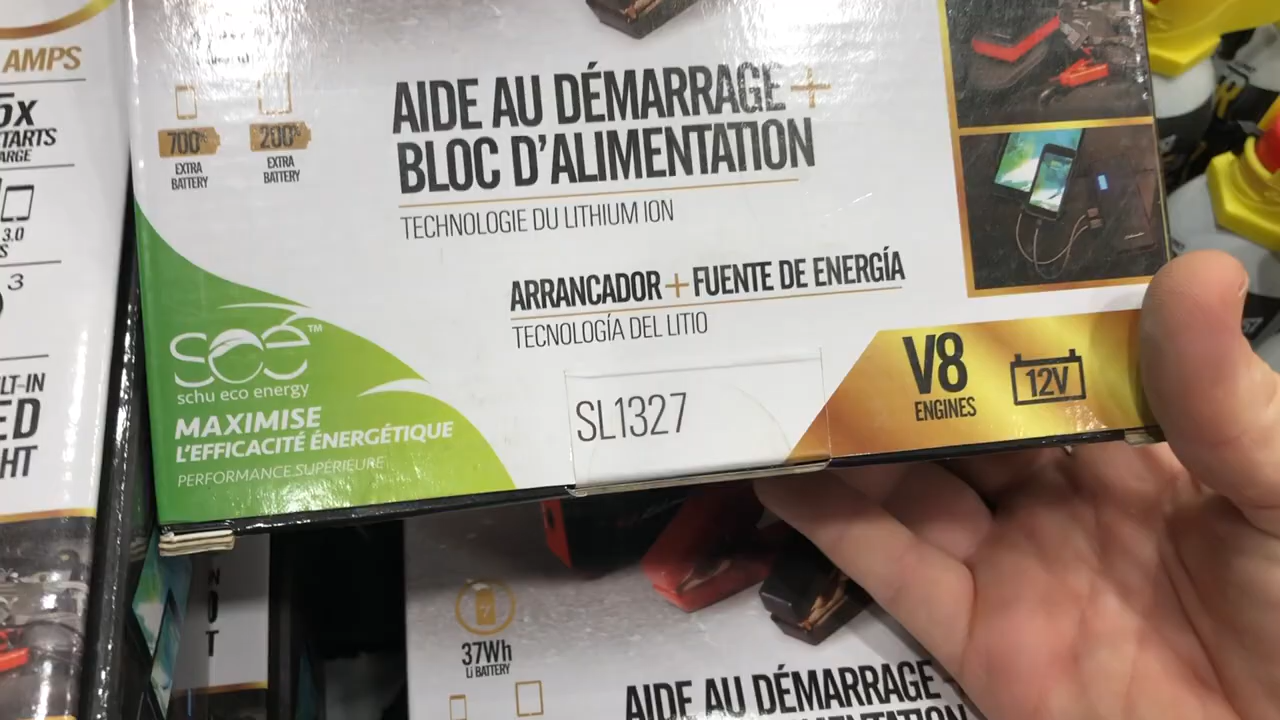 AMPS
5x
TARTS
ARGE
3.0
3
LT-IN
ED
HT
700%
EXTRA
BATTERY
200%
EXTRA
BATTERY
AIDE AU DÉMARRAGE +
BLOC D'ALIMENTATION
TECHNOLOGIE DU LITHIUM ION
ARRANCADOR + FUENTE DE ENERGÍA
TECNOLOGÍA DEL LITIO
see™
schu eco energy
MAXIMISE
L'EFFICACITÉ ÉNERGÉTIQUE
PERFORMANCE SUPÉRIEURE
SL1327
V8
ENGINES
12V
N
O
T
7
37Wh
Li BATTERY
AIDE AU DÉMARRAGE